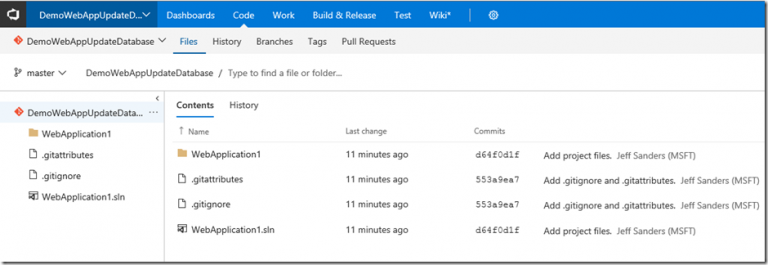 DemoWebAppUpdateD... Dashboards Code Work Build & Release Test Wiki*
DemoWebAppUpdateDatabase Files History Branches Tags Pull Requests
master DemoWebAppUpdateDatabase / Type to find a file or folder...
DemoWebAppUpdateData... ...
WebApplication1
.gitattributes
.gitignore
WebApplication1.sln
Contents History
Name Last change Commits
WebApplication1 11 minutes ago d64f0d1f Add project files. Jeff Sanders (MSFT)
.gitattributes 11 minutes ago 553a9ea7 Add .gitignore and .gitattributes. Jeff Sanders (MSFT)
.gitignore 11 minutes ago 553a9ea7 Add .gitignore and .gitattributes. Jeff Sanders (MSFT)
WebApplication1.sln 11 minutes ago d64f0d1f Add project files. Jeff Sanders (MSFT)